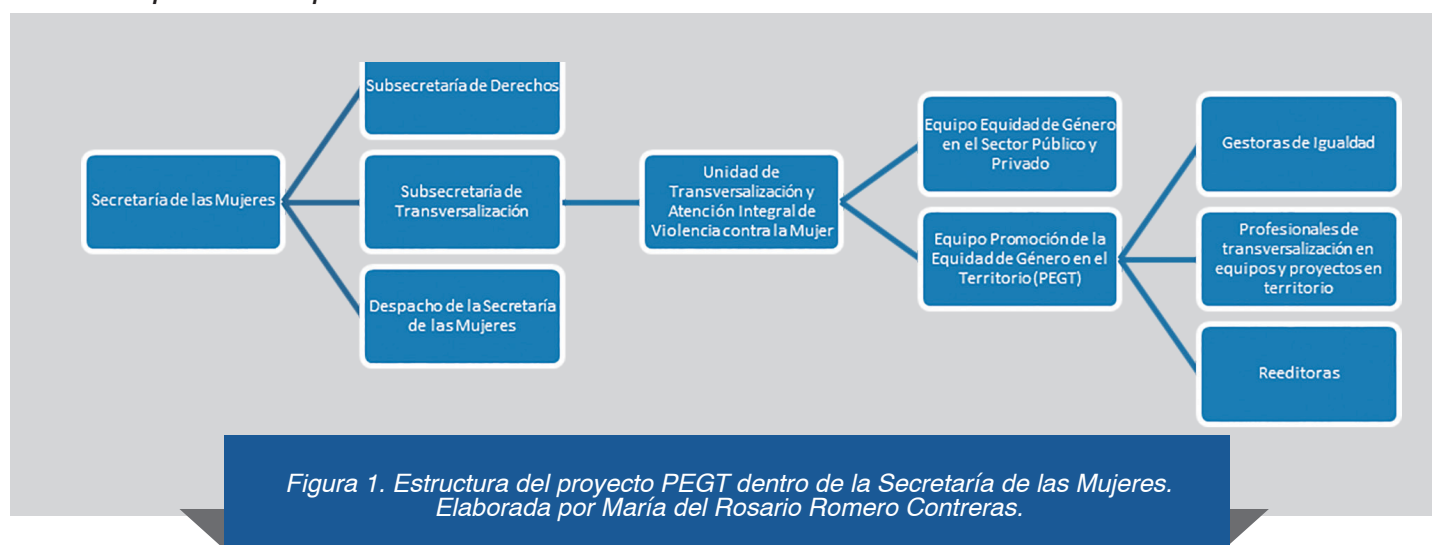 Secretaría de las Mujeres
Subsecretaría de Derechos
Subsecretaría de
Transversalización
Despacho de la Secretaría
de las Mujeres
Unidad de
Transversalización y
Atención Integral de
Violencia contra la Mujer
Equipo Equidad de Género
en el Sector Público y
Privado
Equipo Promoción de la
Equidad de Género en el
Territorio (PEGT)
Gestoras de Igualdad
Profesionales de
transversalización en
equipos y proyectos en
territorio
Reeditoras
Figura 1. Estructura del proyecto PEGT dentro de la Secretaría de las Mujeres.
Elaborada por María del Rosario Romero Contreras.